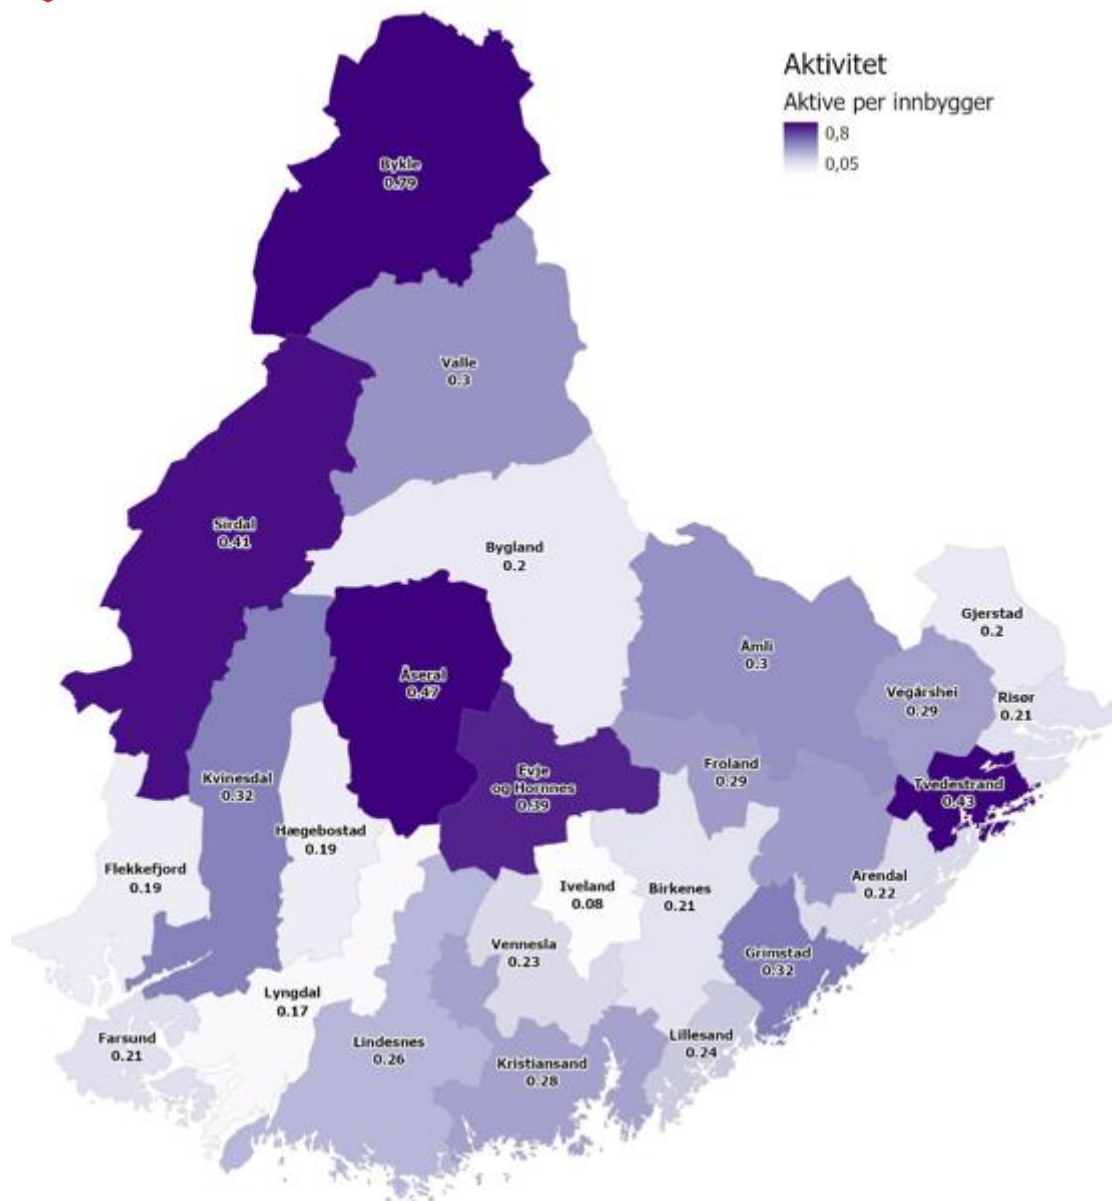 Aktivitet
Aktive per innbygger
0,8
0,05
Bykle
0.79
Valle
0.3
Sirdal
0.41
Bygland
0.2
Gjerstad
0.2
Åmli
0.3
Åseral
0.47
Vegårshei
0.29
Risør
0.21
Kvinesdal
0.32
Evje
og Hornnes
0.39
Froland
0.29
Tvedestrand
0.43
Hægebostad
0.19
Flekkefjord
0.19
Iveland
0.08
Birkenes
0.21
Arendal
0.22
Vennesla
0.23
Grimstad
0.32
Lyngdal
0.17
Farsund
0.21
Lindesnes
0.26
Kristiansand
0.28
Lillesand
0.24